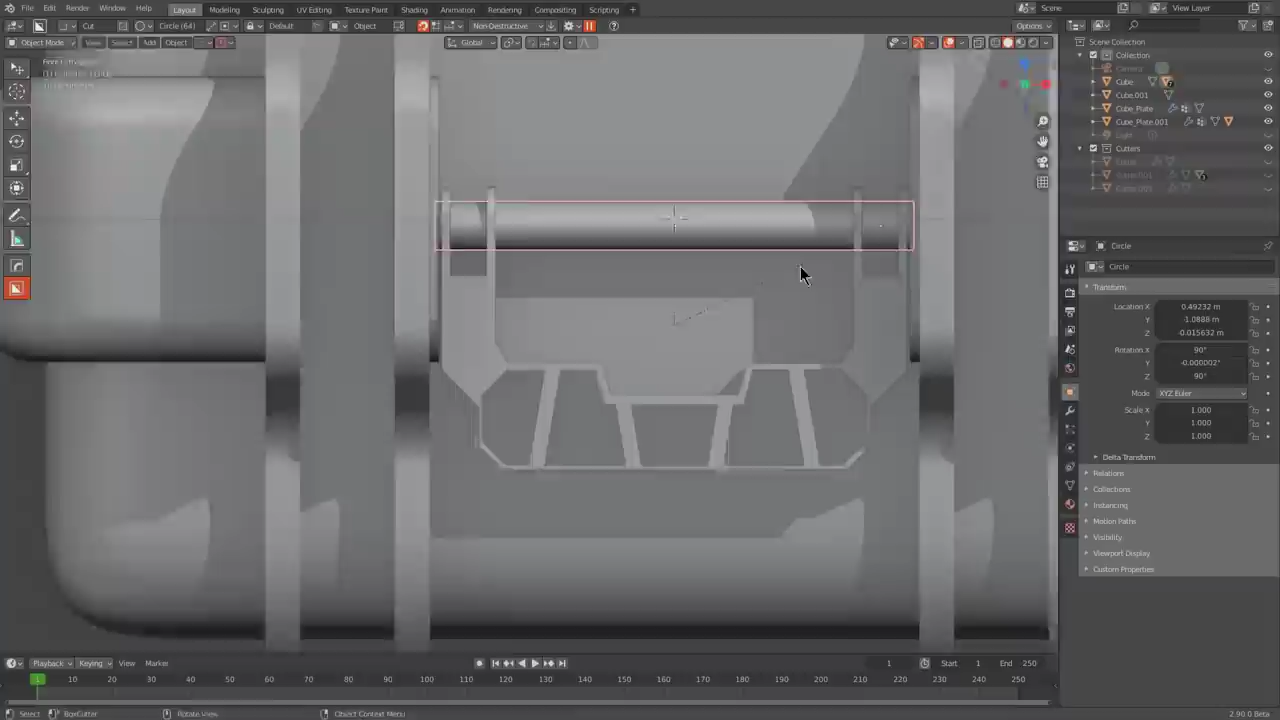 File Edit Render Window Help Layout Modeling Sculpting UV Editing Texture Paint Shading Animation Rendering Compositing Scripting + Scene View Layer
Cut Circle (64) Default Object Non-Destructive Options
Object Mode View Select Add Object Global
Scene Collection
Collection
Camera
Cube
Cube.001
Cube_Plate
Cube_Plate.001
Light
Cutters
Circle
Circle
Transform
Location X 0.49232 m
Z -0.015632 m
Rotation X 90°
Y -0.000002°
Z 90°
Mode XYZ Euler
Scale X 1.000
Y 1.000
Z 1.000
Delta Transform
Relations
Collections
Instancing
Motion Paths
Visibility
Viewport Display
Custom Properties
Playback Keying View Marker 1 Start 1 End 250
1 10 20 30 40 50 60 70 80 90 100 110 120 130 140 150 160 170 180 190 200 210 220 230 240 250
Select BoxCutter Rotate View Object Context Menu 2.90.0 Beta